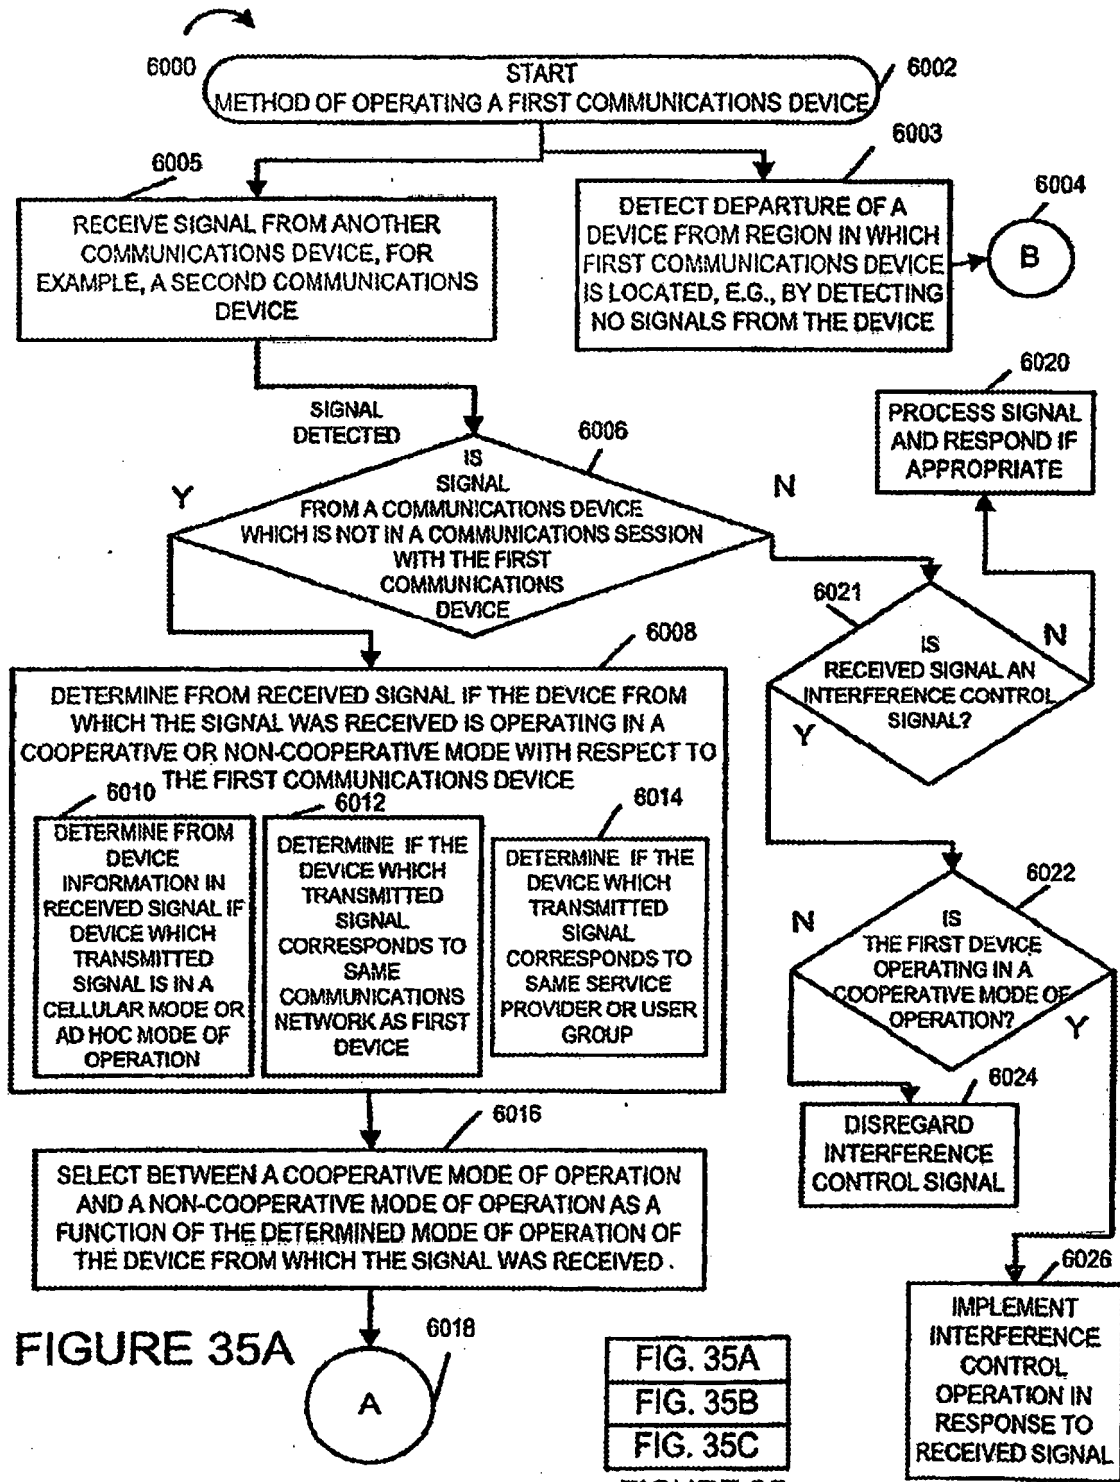 6000
START
METHOD OF OPERATING A FIRST COMMUNICATIONS DEVICE
6002
6005
RECEIVE SIGNAL FROM ANOTHER
COMMUNICATIONS DEVICE, FOR
EXAMPLE, A SECOND COMMUNICATIONS
DEVICE
6003
DETECT DEPARTURE OF A
DEVICE FROM REGION IN WHICH
FIRST COMMUNICATIONS DEVICE
IS LOCATED, E.G., BY DETECTING
NO SIGNALS FROM THE DEVICE
6004
B
SIGNAL
DETECTED
6006
IS
SIGNAL
FROM A COMMUNICATIONS DEVICE
WHICH IS NOT IN A COMMUNICATIONS SESSION
WITH THE FIRST
COMMUNICATIONS
DEVICE
Y
N
6020
PROCESS SIGNAL
AND RESPOND IF
APPROPRIATE
6021
IS
RECEIVED SIGNAL AN
INTERFERENCE CONTROL
SIGNAL?
N
Y
6008
DETERMINE FROM RECEIVED SIGNAL IF THE DEVICE FROM
WHICH THE SIGNAL WAS RECEIVED IS OPERATING IN A
COOPERATIVE OR NON-COOPERATIVE MODE WITH RESPECT TO
THE FIRST COMMUNICATIONS DEVICE
6010
DETERMINE FROM
DEVICE
INFORMATION IN
RECEIVED SIGNAL IF
DEVICE WHICH
TRANSMITTED
SIGNAL IS IN A
CELLULAR MODE OR
AD HOC MODE OF
OPERATION
6012
DETERMINE IF THE
DEVICE WHICH
TRANSMITTED
SIGNAL
CORRESPONDS TO
SAME
COMMUNICATIONS
NETWORK AS FIRST
DEVICE
6014
DETERMINE IF THE
DEVICE WHICH
TRANSMITTED
SIGNAL
CORRESPONDS TO
SAME SERVICE
PROVIDER OR USER
GROUP
6022
IS
THE FIRST DEVICE
OPERATING IN A
COOPERATIVE MODE OF
OPERATION?
N
Y
6024
DISREGARD
INTERFERENCE
CONTROL SIGNAL
6016
SELECT BETWEEN A COOPERATIVE MODE OF OPERATION
AND A NON-COOPERATIVE MODE OF OPERATION AS A
FUNCTION OF THE DETERMINED MODE OF OPERATION OF
THE DEVICE FROM WHICH THE SIGNAL WAS RECEIVED.
6026
IMPLEMENT
INTERFERENCE
CONTROL
OPERATION IN
RESPONSE TO
RECEIVED SIGNAL
6018
A
FIGURE 35A
FIG. 35A
FIG. 35B
FIG. 35C